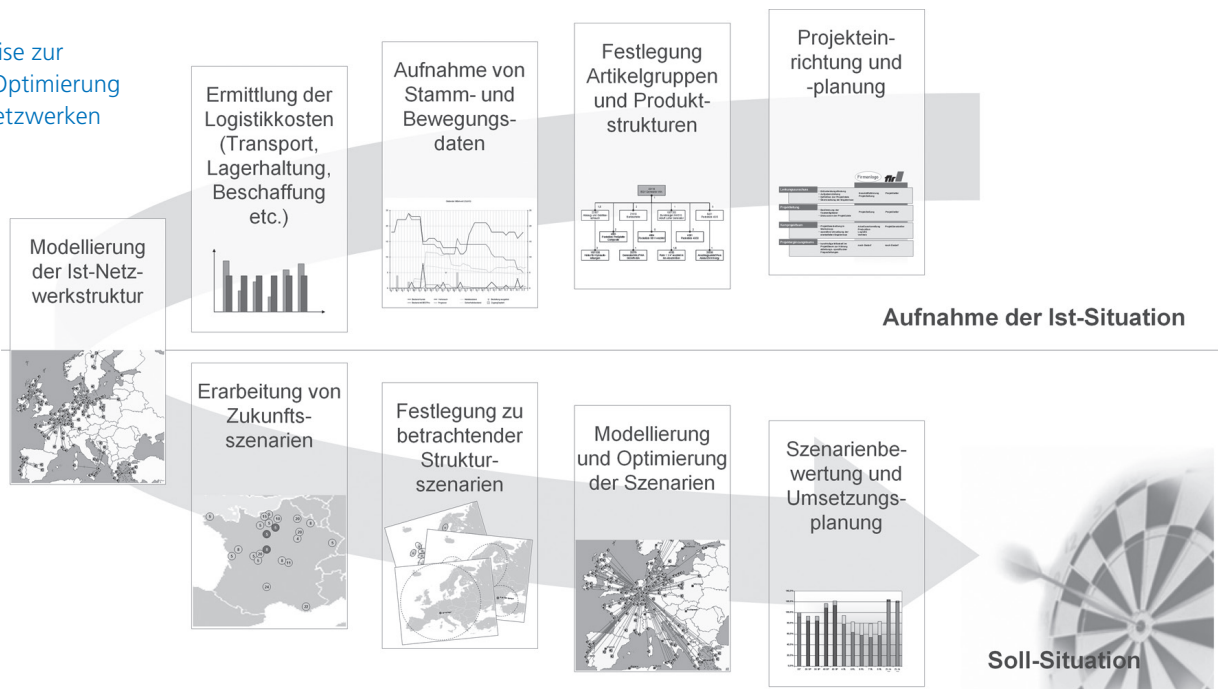 ise zur
Optimierung
etzwerken
Projektein-
richtung und
-planung
Festlegung
Artikelgruppen
und Produkt-
strukturen
Aufnahme von
Stamm- und
Bewegungs-
daten
Ermittlung der
Logistikkosten
(Transport,
Lagerhaltung,
Beschaffung
etc.)
Modellierung
der Ist-Netz-
werkstruktur
Aufnahme der Ist-Situation
Erarbeitung von
Zukunfts-
szenarien
Festlegung zu
betrachtender
Struktur-
szenarien
Modellierung
und Optimierung
der Szenarien
Szenarienbe-
wertung und
Umsetzungs-
planung
Soll-Situation